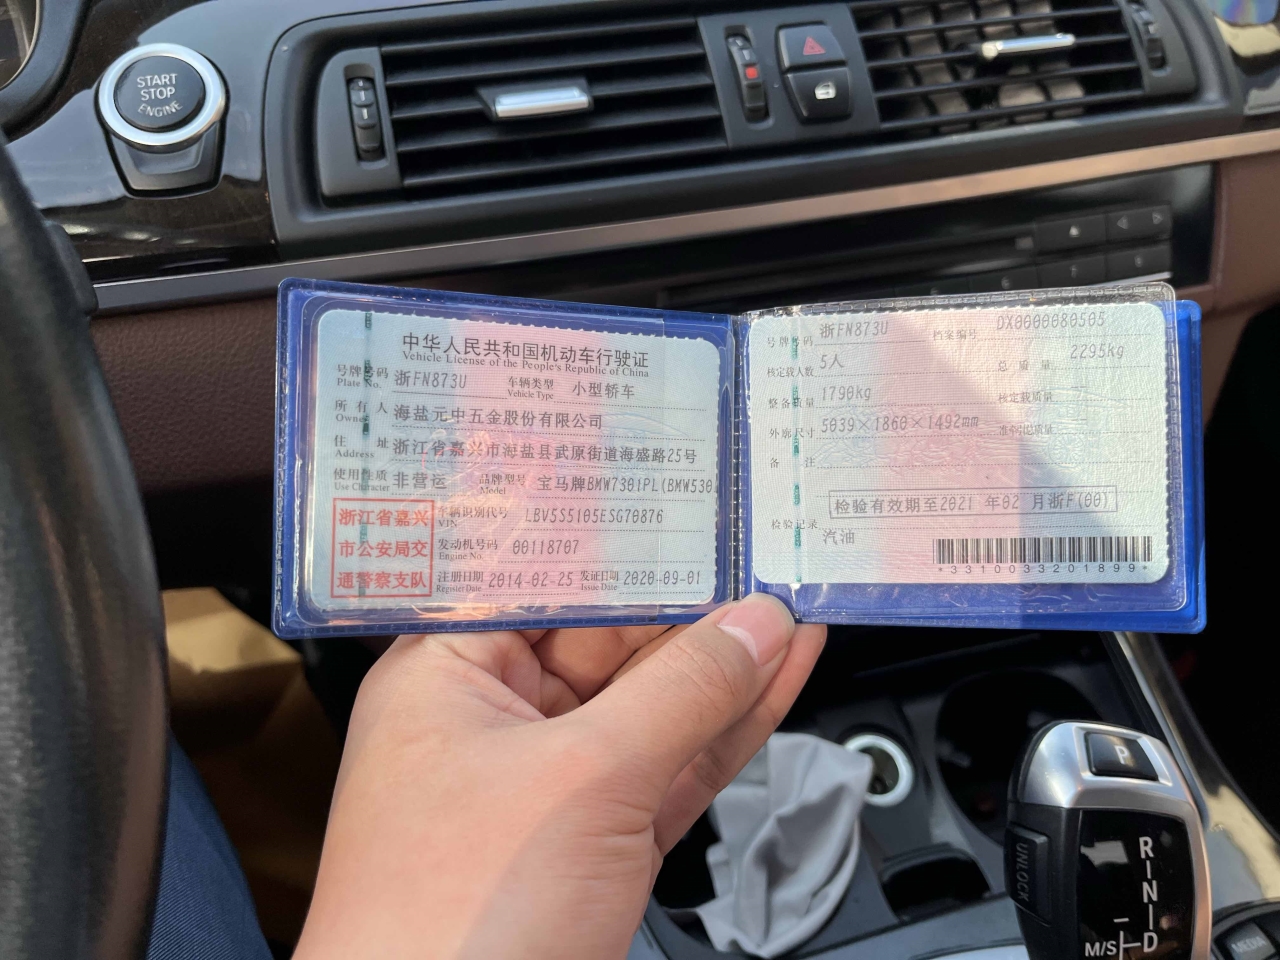 START
STOP
ENGINE
中华人民共和国机动车行驶证
Vehicle License of the People's Republic of China
号牌号码 浙FN873U 车辆类型 小型轿车
Plate No. Vehicle Type
所有人 海盐元中五金股份有限公司
Owner
住址 浙江省嘉兴市海盐县武原街道海盛路25号
Address
使用性质 非营运 品牌型号 宝马牌BMW7301PL(BMW530
Use Character Model
浙江省嘉兴
市公安局交
通警察支队
车辆识别代号 LBV5S5105ESG70876
VIN
发动机号码 00118707
Engine No.
注册日期 2014-02-25 发证日期 2020-09-01
Register Date Issue Date
号牌号码 浙FN873U 档案编号 DX0000080505
核定载人数 5人 总质量 2295kg
整备质量 1790kg 核定载质量
外廓尺寸 5039×1860×1492mm 准牵引总质量
备注
检验有效期至2021 年02 月浙F(00)
检验记录
汽油
*3310033201899*
P
UNLOCK
R
N
D
M/S
MEDIA